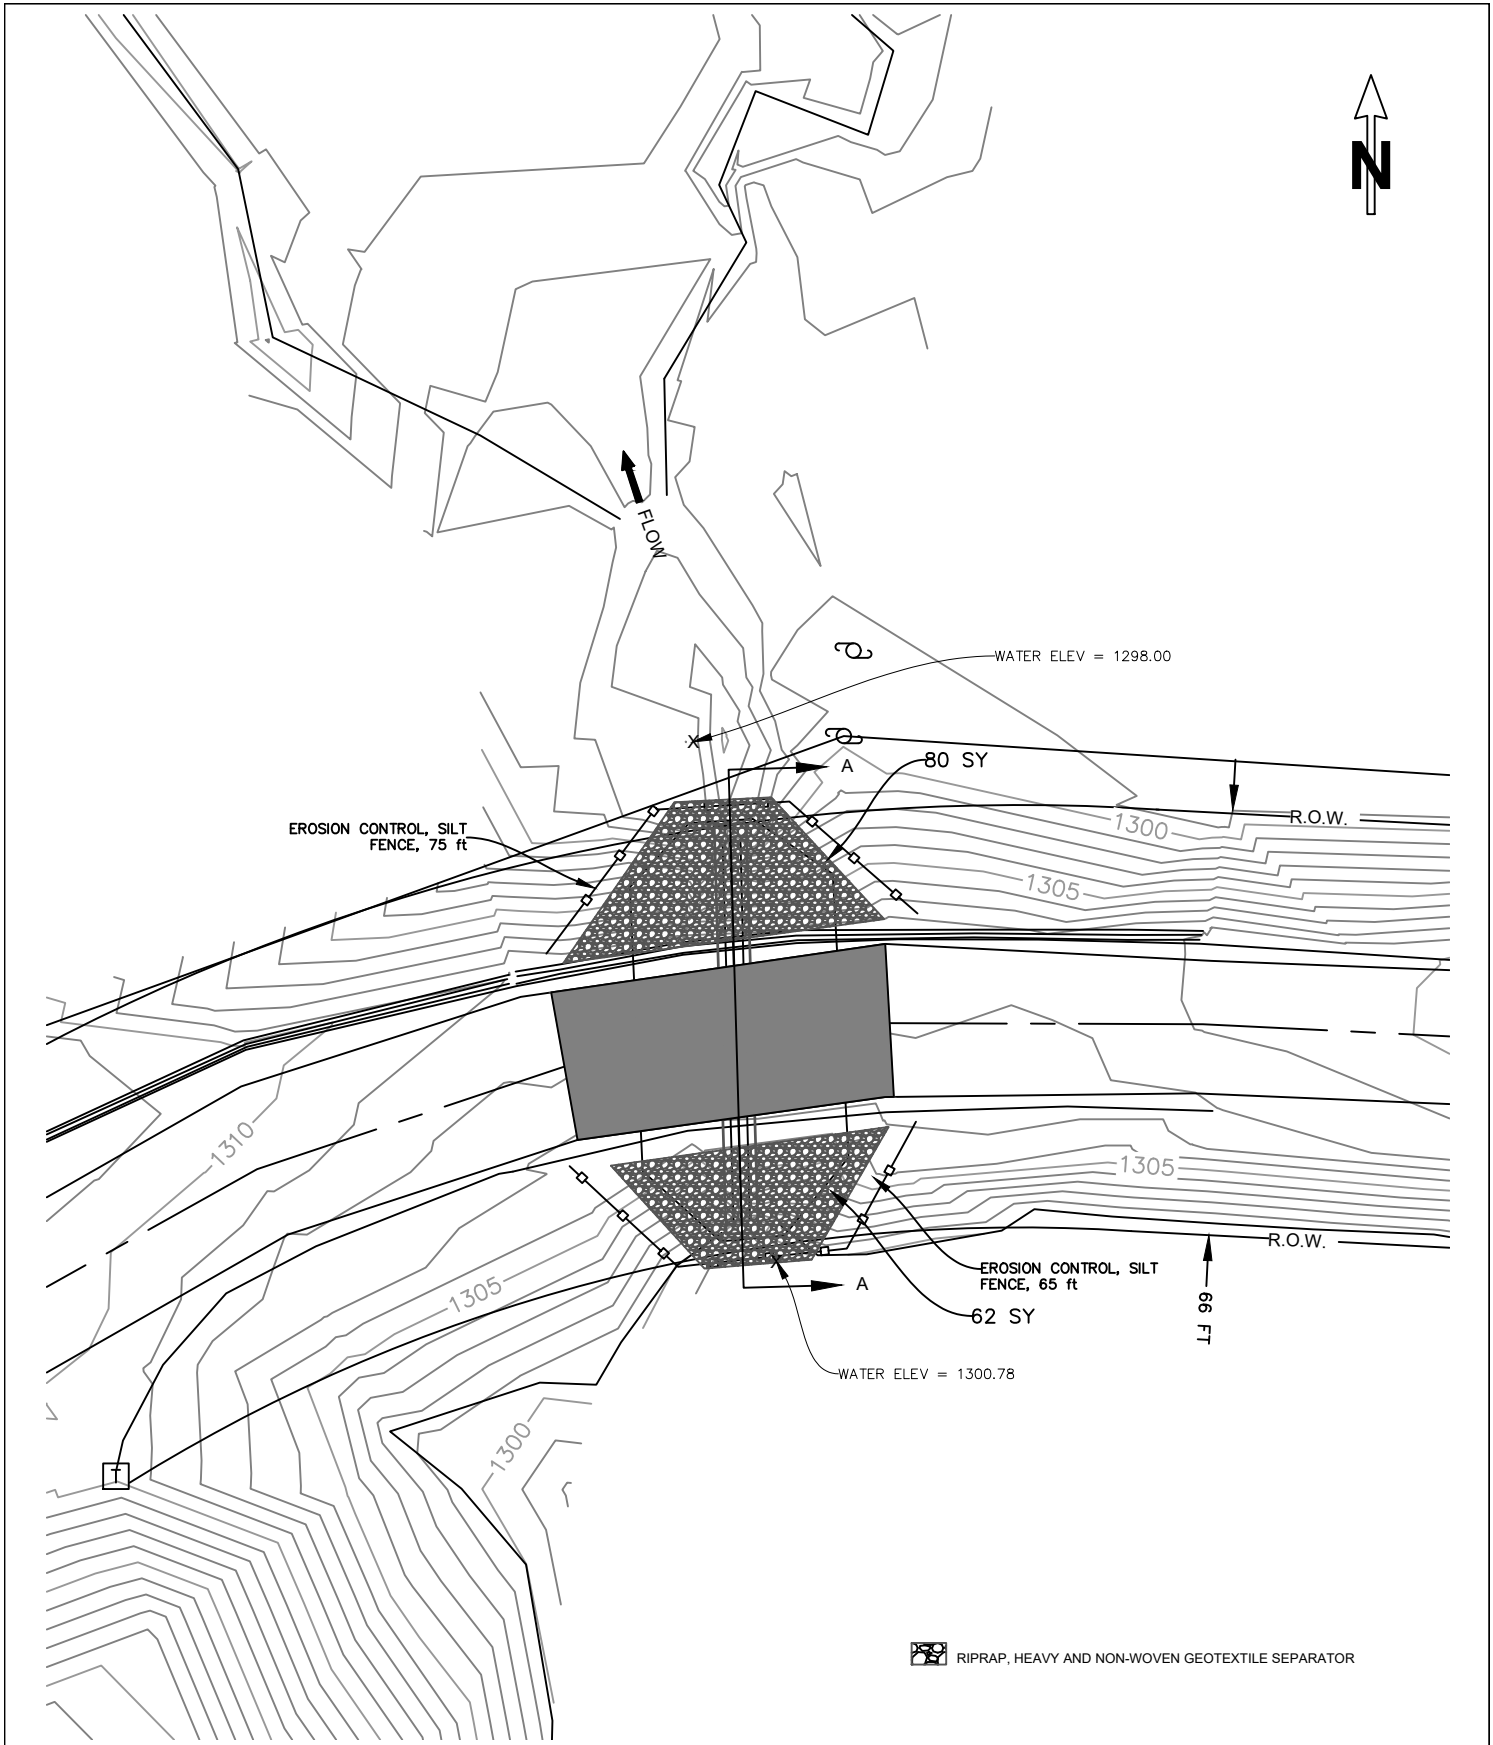 N
FLOW
WATER ELEV = 1298.00
A
80 SY
R.O.W.
1300
EROSION CONTROL, SILT
FENCE, 75 ft
1305
1310
1305
R.O.W.
EROSION CONTROL, SILT
FENCE, 65 ft
A
1305
66 FT
62 SY
WATER ELEV = 1300.78
1300
T
RIPRAP, HEAVY AND NON-WOVEN GEOTEXTILE SEPARATOR